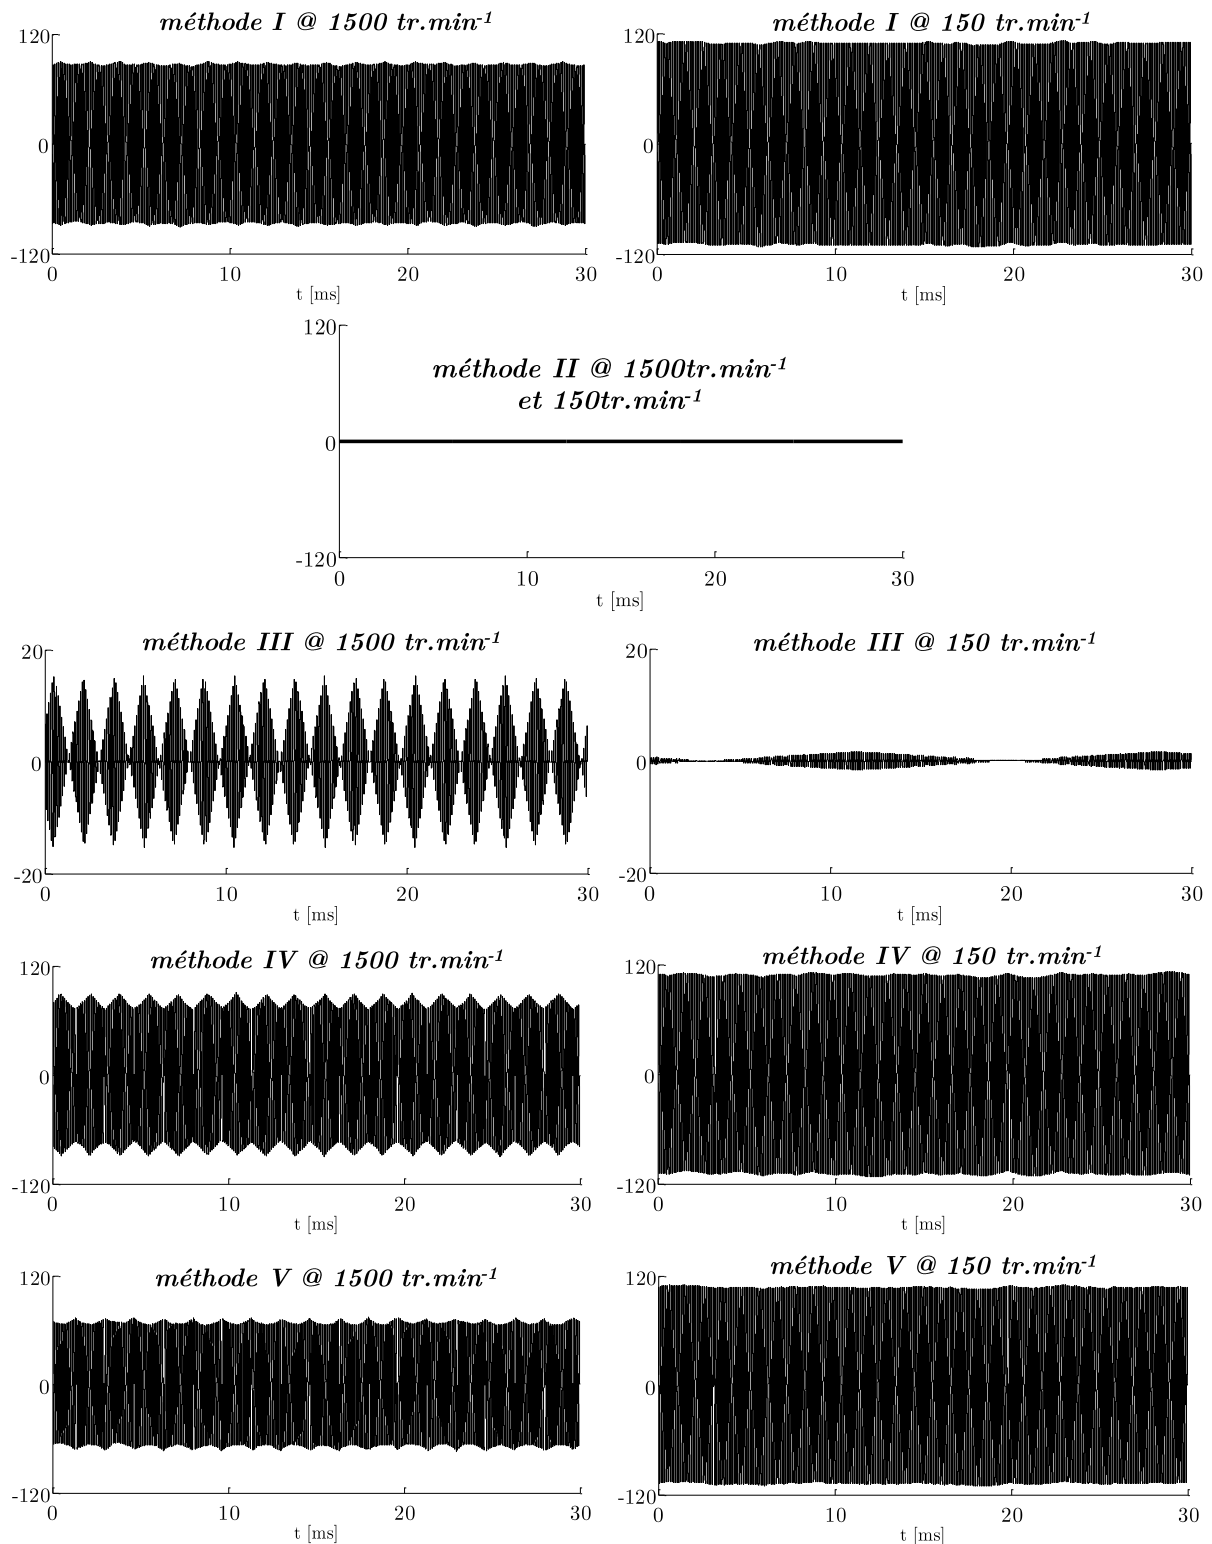 méthode I @ 1500 tr.min-1
120
0
-120
0 10 20 30
t [ms]
méthode I @ 150 tr.min-1
120
0
-120
0 10 20 30
t [ms]
méthode II @ 1500tr.min-1
et 150tr.min-1
120
0
-120
0 10 20 30
t [ms]
méthode III @ 1500 tr.min-1
20
0
-20
0 10 20 30
t [ms]
méthode III @ 150 tr.min-1
20
0
-20
0 10 20 30
t [ms]
méthode IV @ 1500 tr.min-1
120
0
-120
0 10 20 30
t [ms]
méthode IV @ 150 tr.min-1
120
0
-120
0 10 20 30
t [ms]
méthode V @ 1500 tr.min-1
120
0
-120
0 10 20 30
t [ms]
méthode V @ 150 tr.min-1
120
0
-120
0 10 20 30
t [ms]